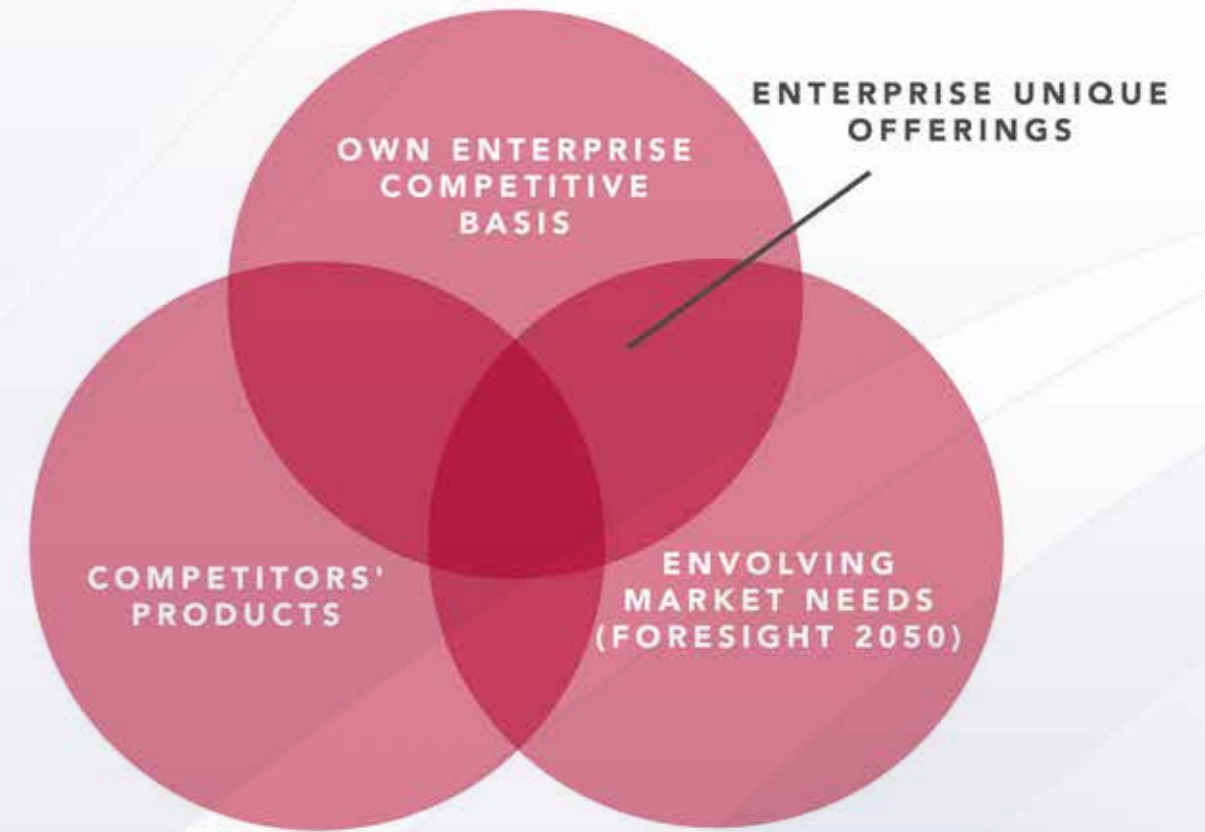 ENTERPRISE UNIQUE
OFFERINGS
OWN ENTERPRISE
COMPETITIVE
BASIS
COMPETITORS'
PRODUCTS
ENVOLVING
MARKET NEEDS
(FORESIGHT 2050)